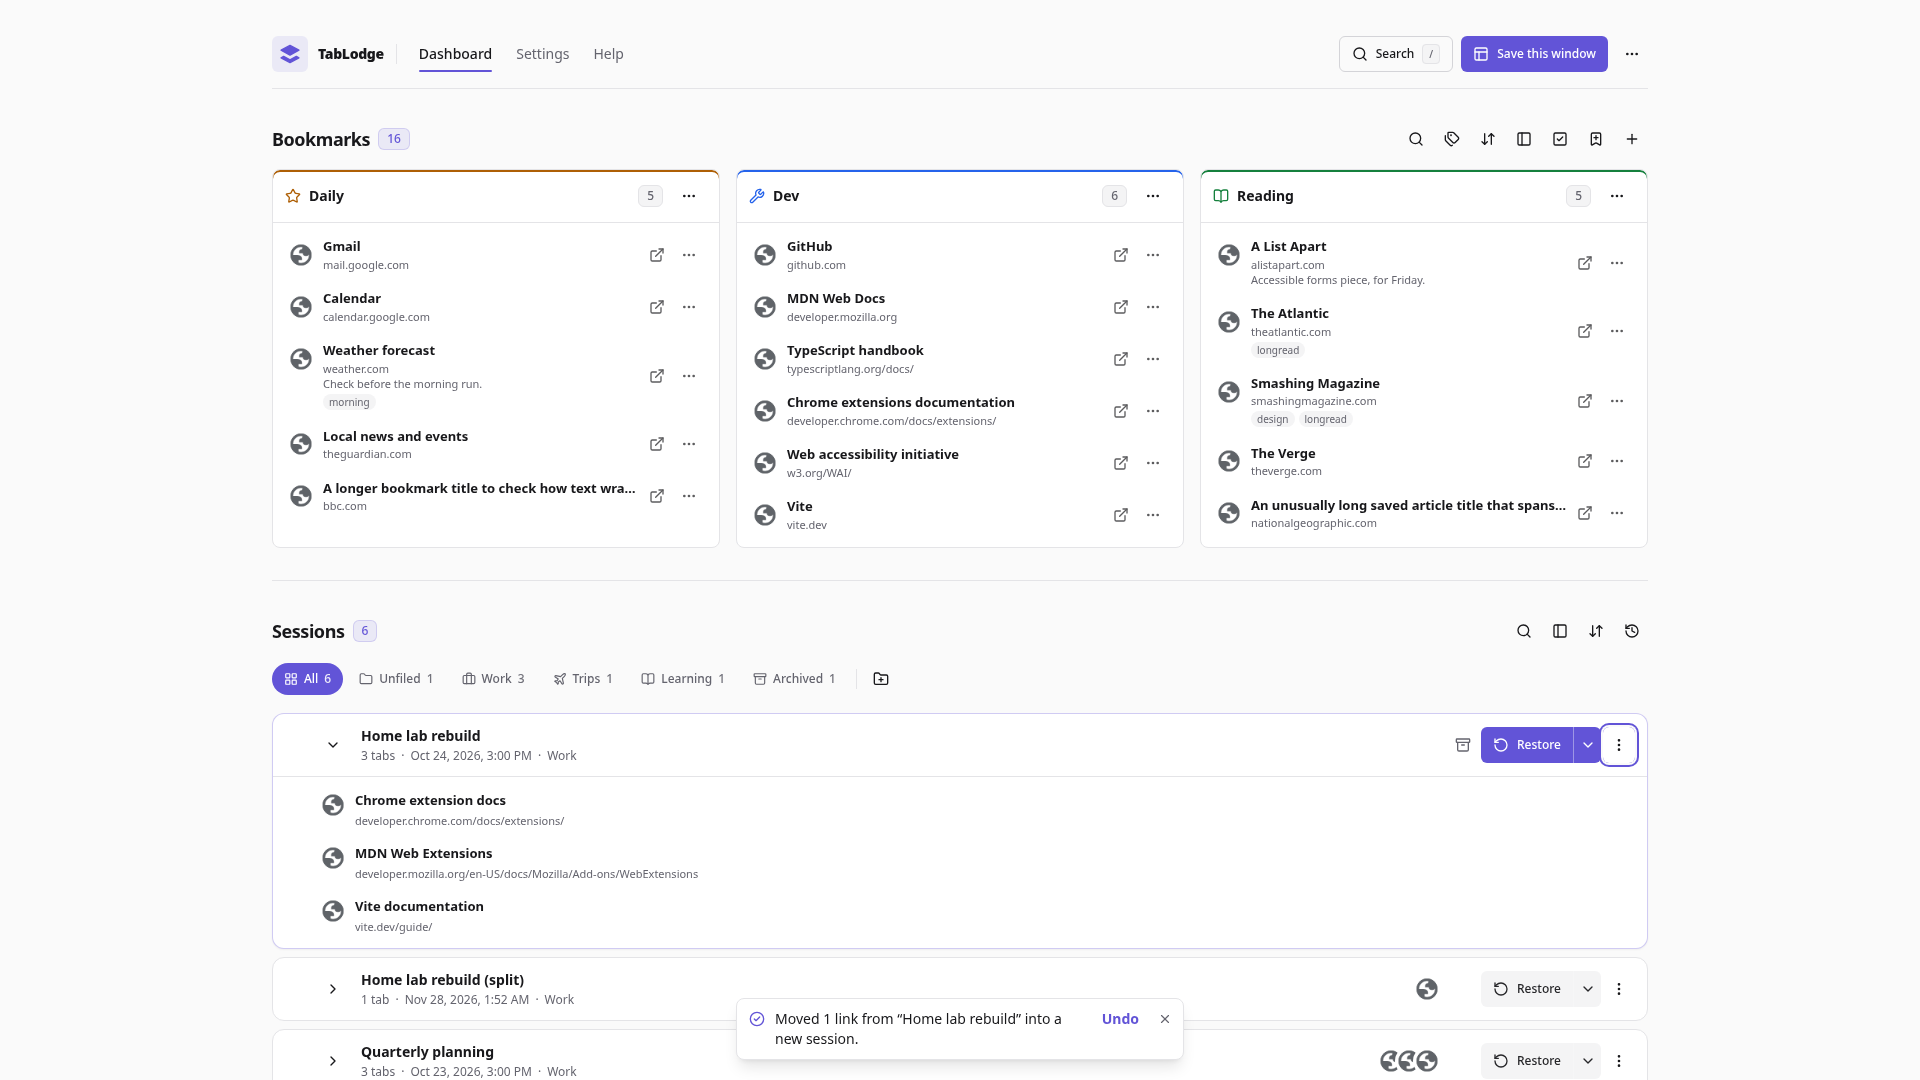 TabLodge
Dashboard
Settings
Help
Search /
Save this window
Bookmarks 16
Daily 5
Gmail
mail.google.com
Calendar
calendar.google.com
Weather forecast
weather.com
Check before the morning run.
morning
Local news and events
theguardian.com
A longer bookmark title to check how text wra...
bbc.com
Dev 6
GitHub
github.com
MDN Web Docs
developer.mozilla.org
TypeScript handbook
typescriptlang.org/docs/
Chrome extensions documentation
developer.chrome.com/docs/extensions/
Web accessibility initiative
w3.org/WAI/
Vite
vite.dev
Reading 5
A List Apart
alistapart.com
Accessible forms piece, for Friday.
The Atlantic
theatlantic.com
longread
Smashing Magazine
smashingmagazine.com
design longread
The Verge
theverge.com
An unusually long saved article title that spans...
nationalgeographic.com
Sessions 6
All 6
Unfiled 1
Work 3
Trips 1
Learning 1
Archived 1
Home lab rebuild
3 tabs · Oct 24, 2026, 3:00 PM · Work
Restore
Chrome extension docs
developer.chrome.com/docs/extensions/
MDN Web Extensions
developer.mozilla.org/en-US/docs/Mozilla/Add-ons/WebExtensions
Vite documentation
vite.dev/guide/
Home lab rebuild (split)
1 tab · Nov 28, 2026, 1:52 AM · Work
Restore
Quarterly planning
3 tabs · Oct 23, 2026, 3:00 PM · Work
Restore
Moved 1 link from “Home lab rebuild” into a
new session.
Undo